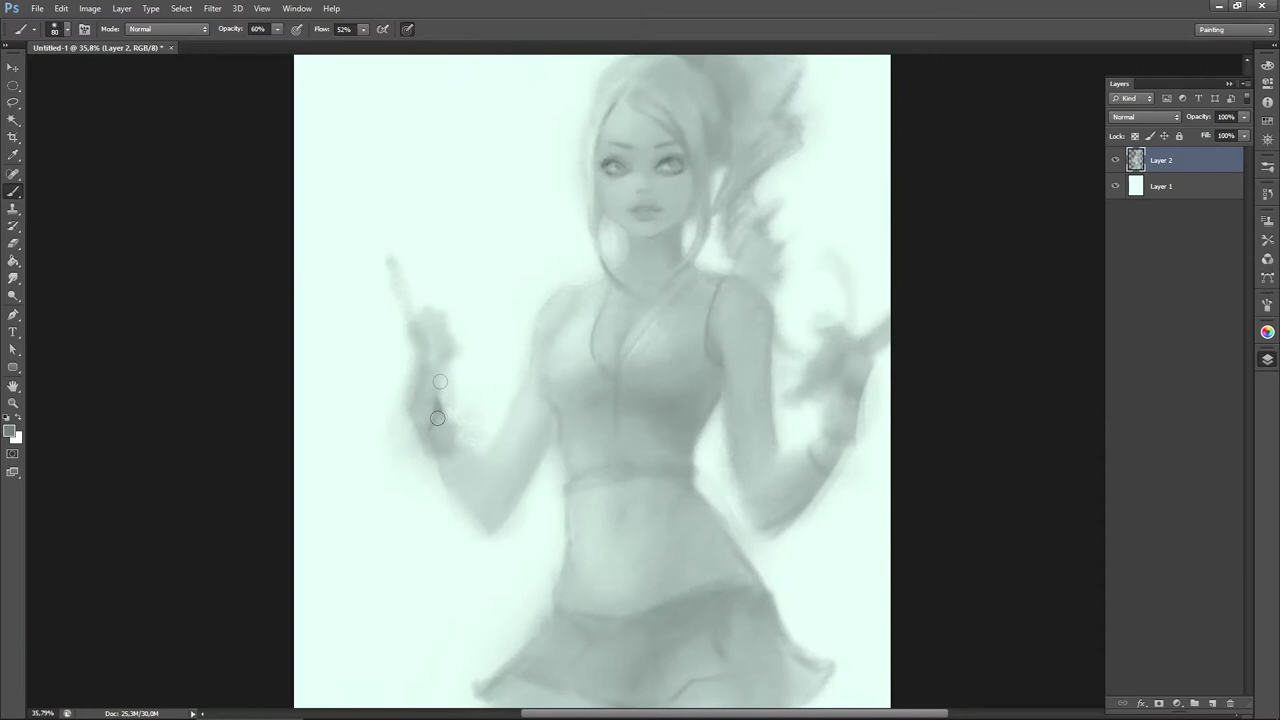 Ps File Edit Image Layer Type Select Filter 3D View Window Help
80 Mode: Normal Opacity: 60% Flow: 52% Painting
Untitled-1 @ 35,8% (Layer 2, RGB/8) * ×
Layers
Kind
Normal Opacity: 100%
Lock: Fill: 100%
Layer 2
Layer 1
fx
35,79% Doc: 25,3M/30,0M